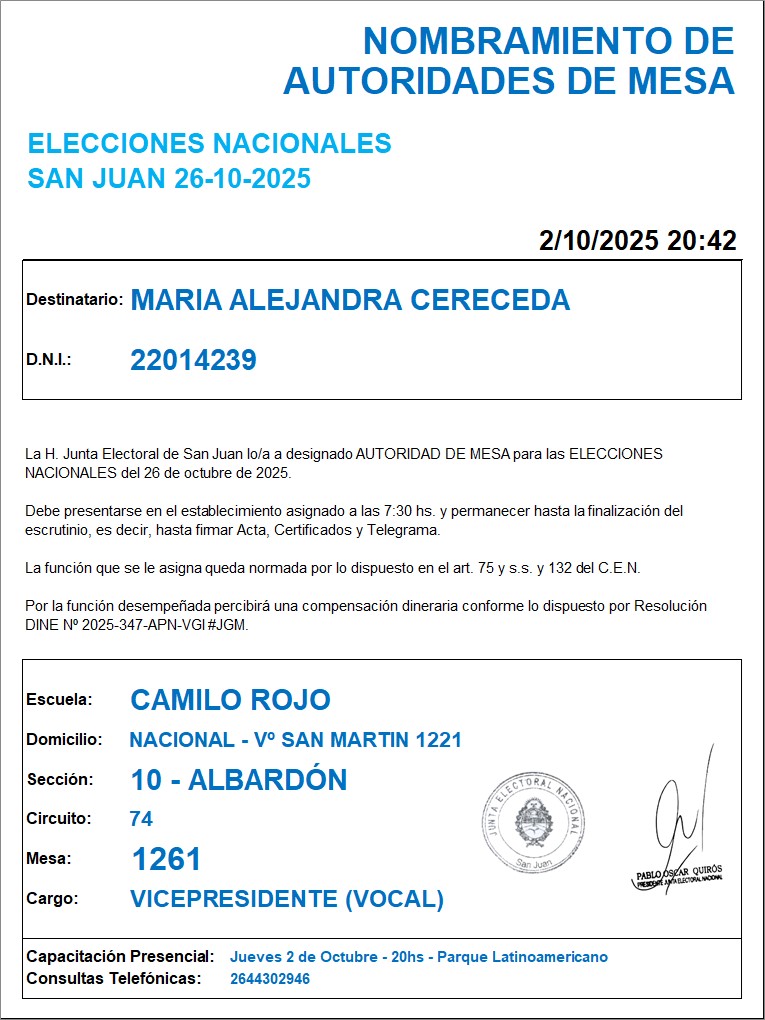 NOMBRAMIENTO DE
AUTORIDADES DE MESA
ELECCIONES NACIONALES
SAN JUAN 26-10-2025
2/10/2025 20:42
Destinatario: MARIA ALEJANDRA CERECEDA
D.N.I.: 22014239
La H. Junta Electoral de San Juan lo/a a designado AUTORIDAD DE MESA para las ELECCIONES
NACIONALES del 26 de octubre de 2025.
Debe presentarse en el establecimiento asignado a las 7:30 hs. y permanecer hasta la finalización del
escrutinio, es decir, hasta firmar Acta, Certificados y Telegrama.
La función que se le asigna queda normada por lo dispuesto en el art. 75 y s.s. y 132 del C.E.N.
Por la función desempeñada percibirá una compensación dineraria conforme lo dispuesto por Resolución
DINE Nº 2025-347-APN-VGI#JGM.
Escuela: CAMILO ROJO
Domicilio: NACIONAL - Vº SAN MARTIN 1221
Sección: 10 - ALBARDÓN
Circuito: 74
Mesa: 1261
Cargo: VICEPRESIDENTE (VOCAL)
JUNTA ELECTORAL NACIONAL
San Juan
PABLO OSCAR QUIRÓS
PRESIDENTE JUNTA ELECTORAL NACIONAL
Capacitación Presencial: Jueves 2 de Octubre - 20hs - Parque Latinoamericano
Consultas Telefónicas: 2644302946